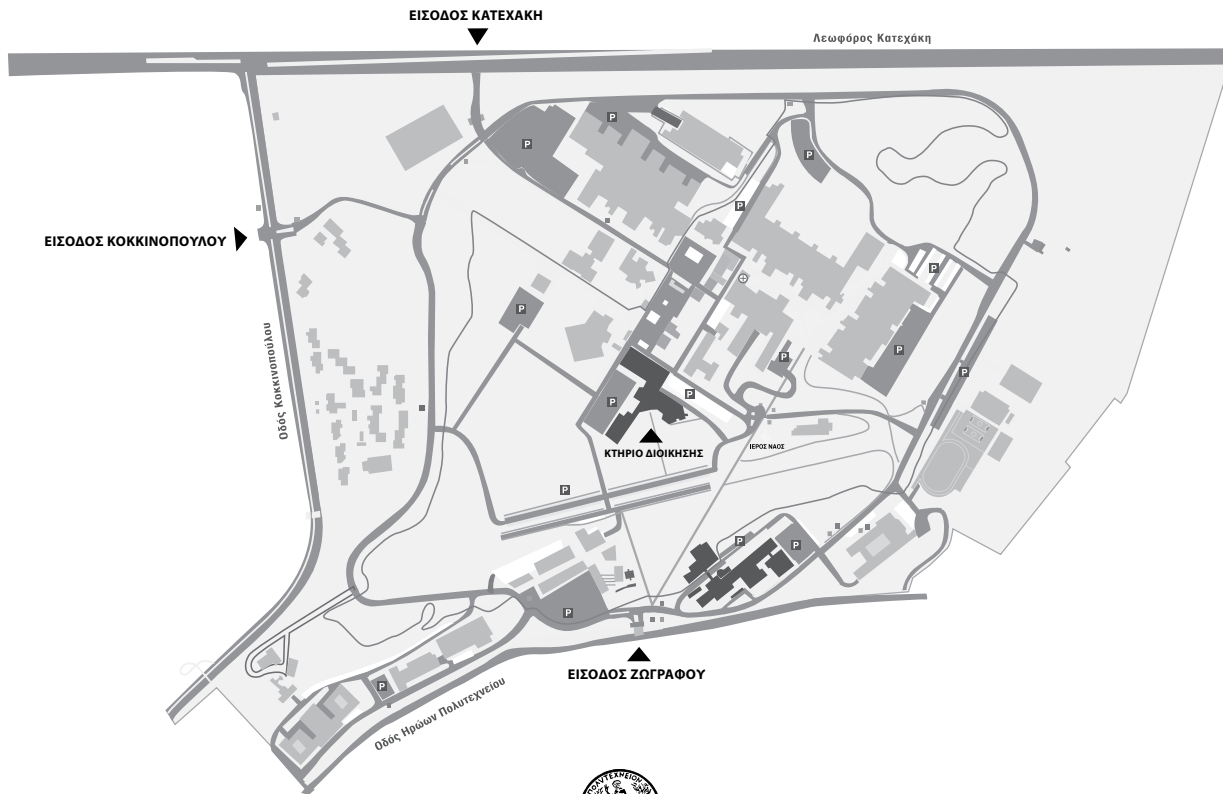 ΕΙΣΟΔΟΣ ΚΑΤΕΧΑΚΗ
Λεωφόρος Κατεχάκη
P
P
P
P
ΕΙΣΟΔΟΣ ΚΟΚΚΙΝΟΠΟΥΛΟΥ
P
P
Οδός Κοκκινοπούλου
P
P
P
P
P
ΚΤΗΡΙΟ ΔΙΟΙΚΗΣΗΣ
ΙΕΡΟΣ ΝΑΟΣ
P
P
P
P
P
ΕΙΣΟΔΟΣ ΖΩΓΡΑΦΟΥ
P
Οδός Ηρώων Πολυτεχνείου